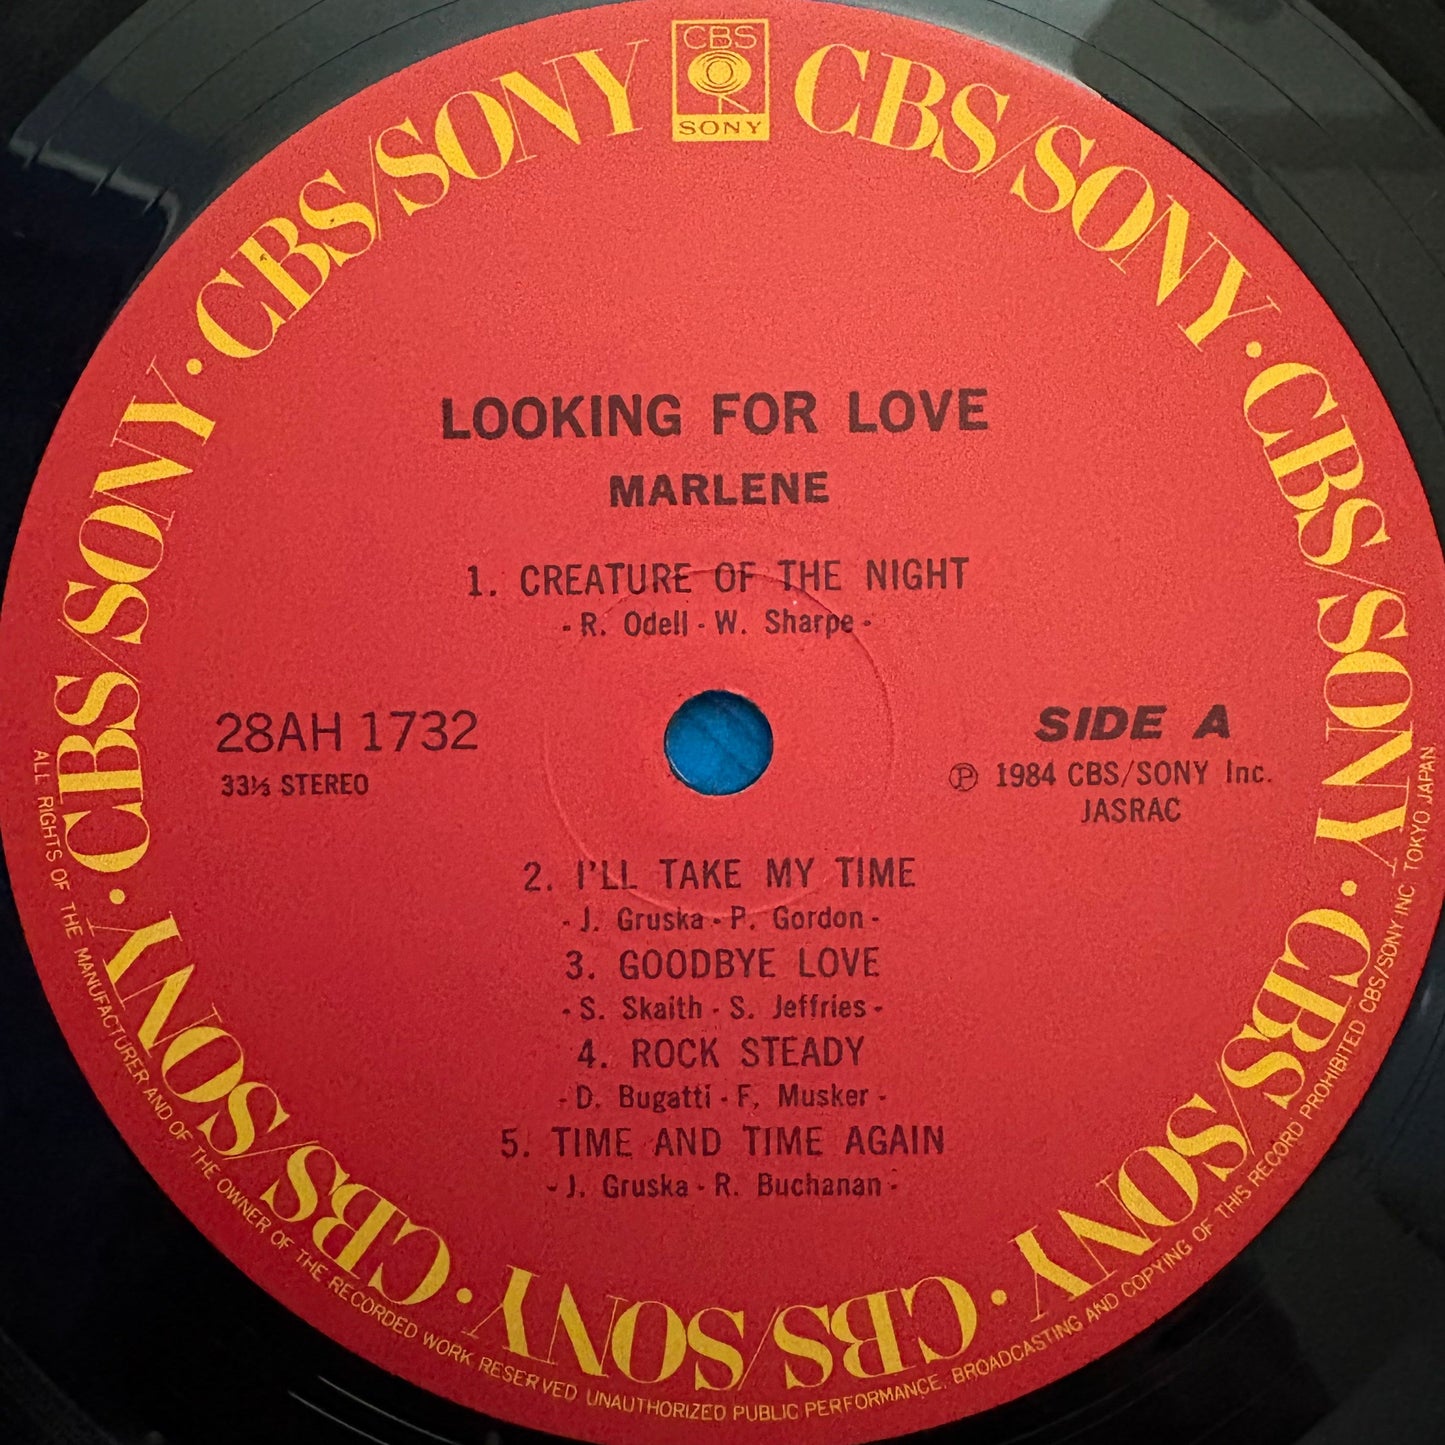 CBS
SONY
CBS/SONY · CBS/SONY · CBS/SONY · CBS/SONY · CBS/SONY · CBS/SONY · CBS/SONY
LOOKING FOR LOVE
MARLENE
1. CREATURE OF THE NIGHT
- R. Odell - W. Sharpe -
28AH 1732
33⅓ STEREO
SIDE A
Ⓟ 1984 CBS/SONY Inc.
JASRAC
2. I'LL TAKE MY TIME
- J. Gruska - P. Gordon -
3. GOODBYE LOVE
- S. Skaith - S. Jeffries -
4. ROCK STEADY
- D. Bugatti - F. Musker -
5. TIME AND TIME AGAIN
- J. Gruska - R. Buchanan -
ALL RIGHTS OF THE MANUFACTURER AND OF THE OWNER OF THE RECORDED WORK RESERVED UNAUTHORIZED PUBLIC PERFORMANCE, BROADCASTING AND COPYING OF THIS RECORD PROHIBITED CBS/SONY INC TOKYO JAPAN